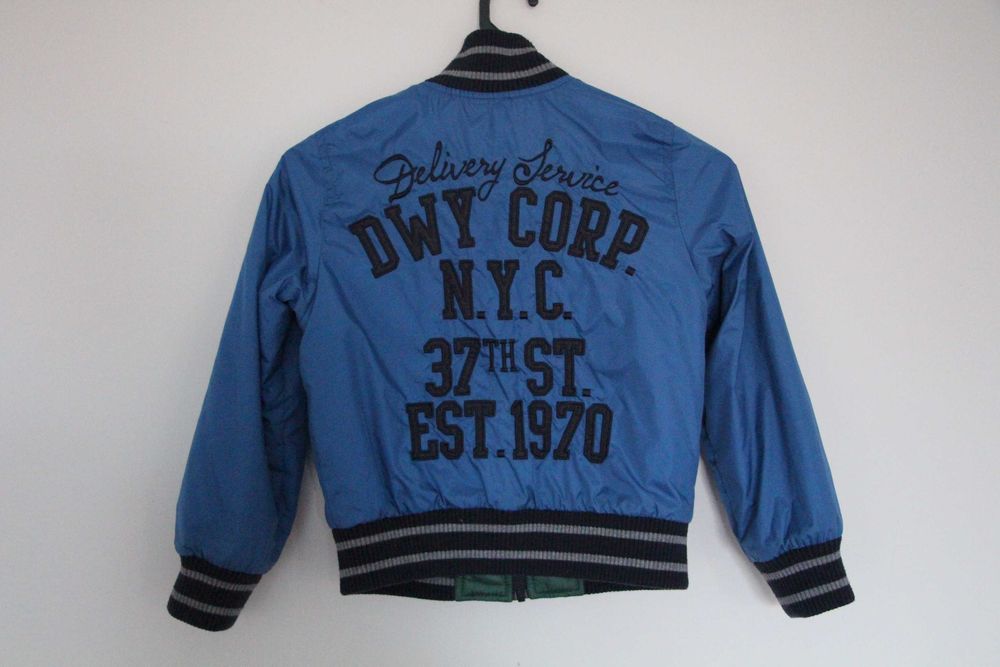 Delivery Service
DWY CORP.
N.Y.C.
37TH ST.
EST. 1970